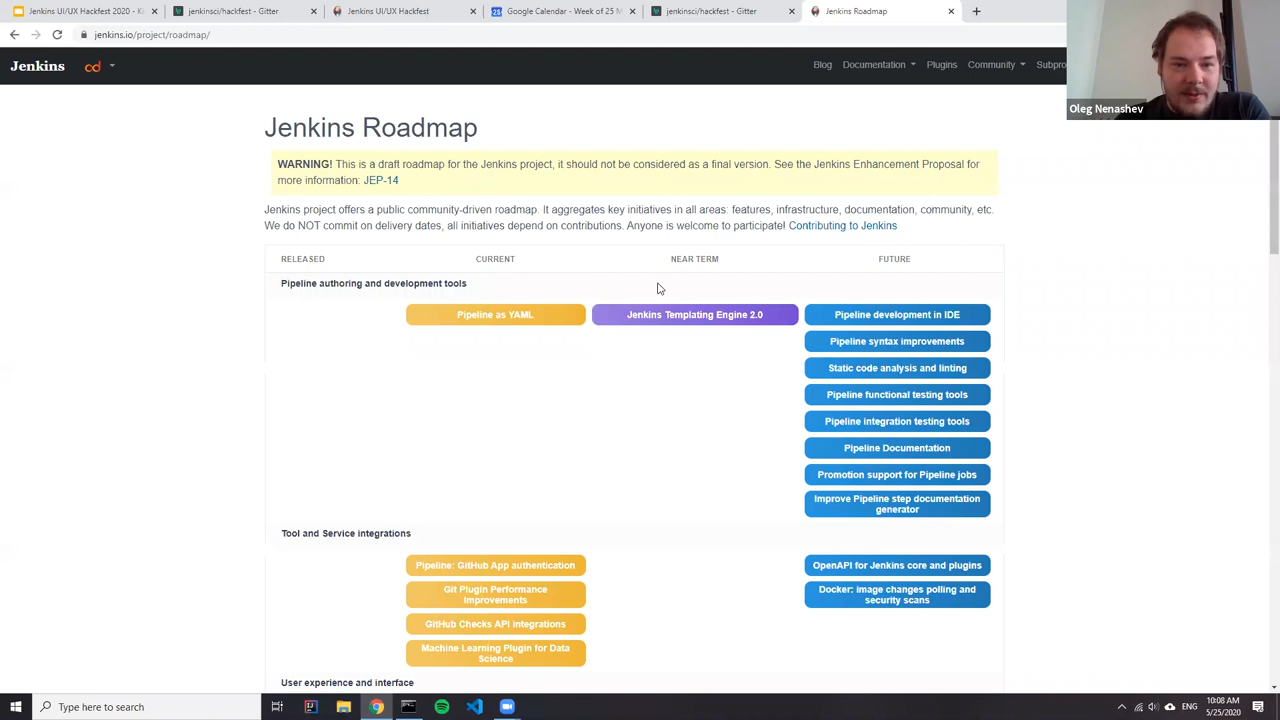 Jenkins UI/UX Hackfest 2020 - Ki
jenkinsci/hackfest - Gitter
Jenkins UI/UX Hackfest
Google Calendar - Week of 25 M
jenkinsci/hackfest - Gitter
Jenkins Roadmap
jenkins.io/project/roadmap/
Jenkins
cd
Blog
Documentation
Plugins
Community
Subpro
Oleg Nenashev
Jenkins Roadmap
WARNING! This is a draft roadmap for the Jenkins project, it should not be considered as a final version. See the Jenkins Enhancement Proposal for
more information: JEP-14
Jenkins project offers a public community-driven roadmap. It aggregates key initiatives in all areas: features, infrastructure, documentation, community, etc.
We do NOT commit on delivery dates, all initiatives depend on contributions. Anyone is welcome to participate! Contributing to Jenkins
RELEASED
CURRENT
NEAR TERM
FUTURE
Pipeline authoring and development tools
Pipeline as YAML
Jenkins Templating Engine 2.0
Pipeline development in IDE
Pipeline syntax improvements
Static code analysis and linting
Pipeline functional testing tools
Pipeline integration testing tools
Pipeline Documentation
Promotion support for Pipeline jobs
Improve Pipeline step documentation
generator
Tool and Service integrations
Pipeline: GitHub App authentication
Git Plugin Performance
Improvements
GitHub Checks API integrations
Machine Learning Plugin for Data
Science
OpenAPI for Jenkins core and plugins
Docker: image changes polling and
security scans
User experience and interface
Type here to search
ENG
10:08 AM
5/25/2020